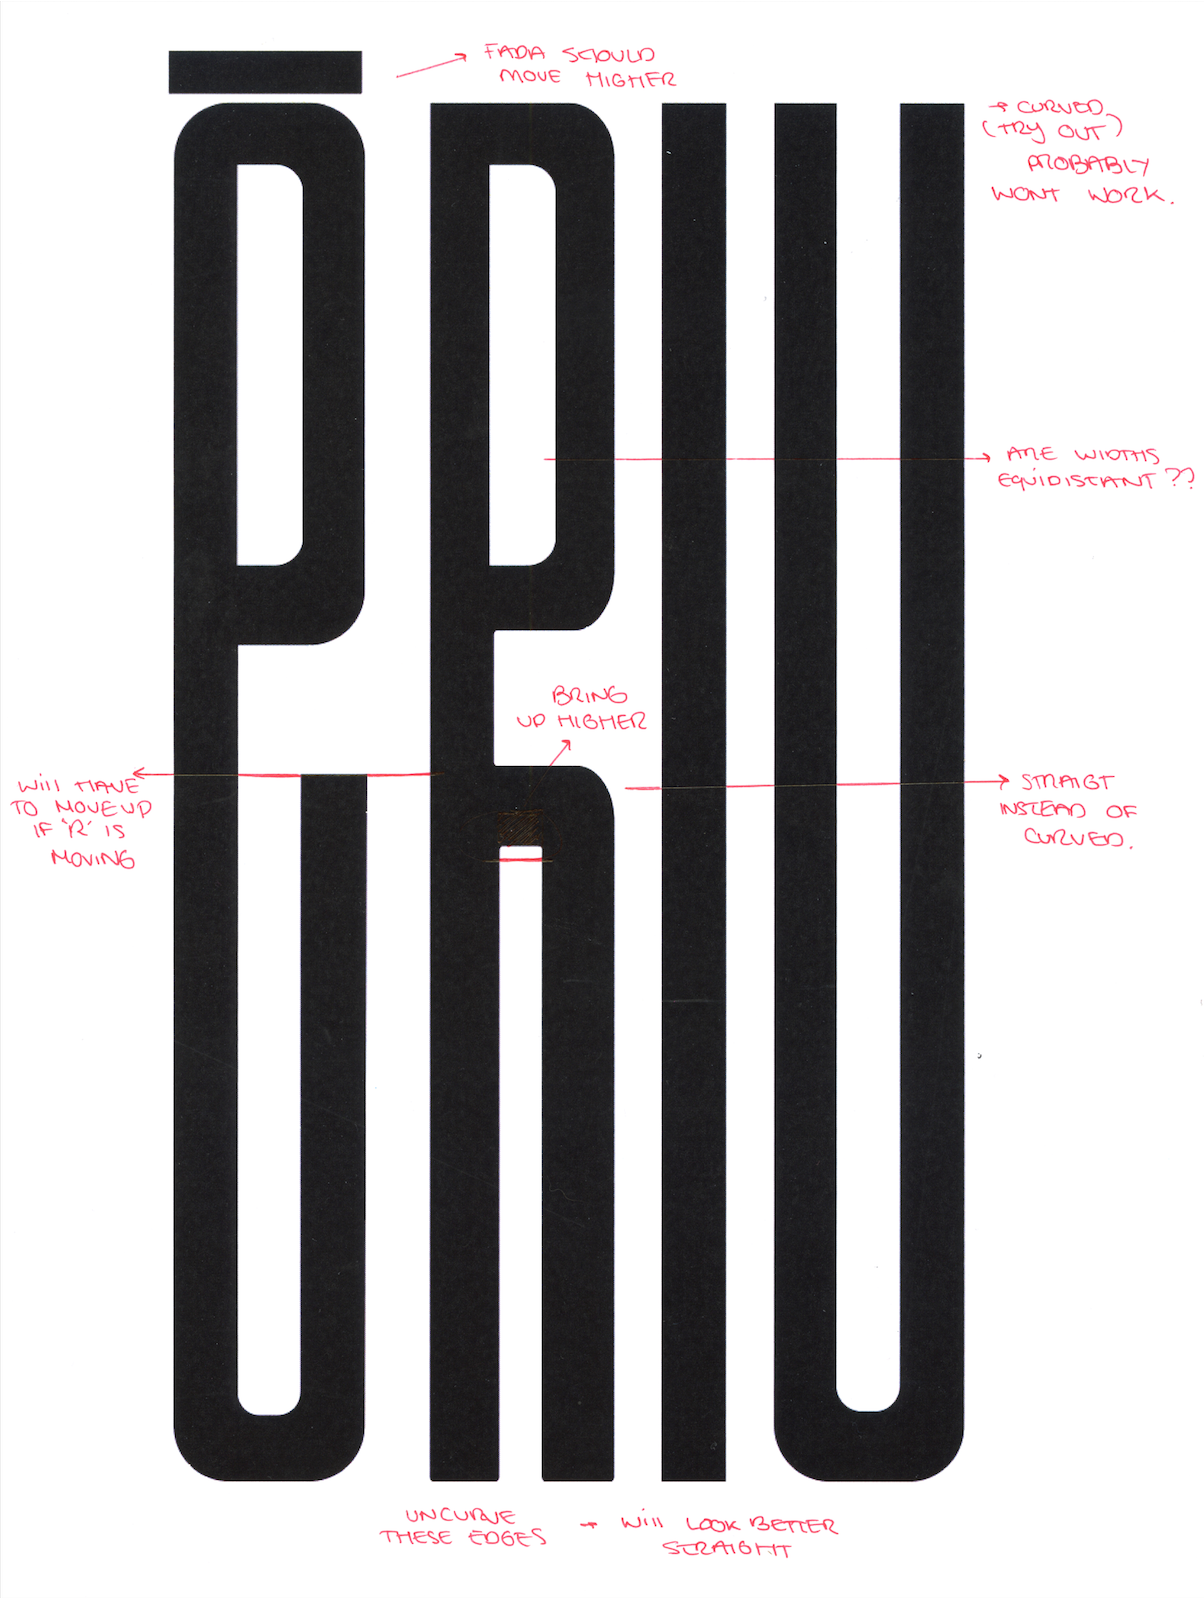 FADA SHOULD
MOVE HIGHER
→ CURVED
(TRY OUT)
PROBABLY
WONT WORK.
ARE WIDTHS
EQUIDISTANT ??
BRING
UP HIGHER
Will HAVE
TO MOVE UP
IF 'R' IS
MOVING
STRAIGT
INSTEAD OF
CURVED.
ĒRIU
UNCURVE
THESE EDGES → Will LOOK BETTER
STRAIGHT